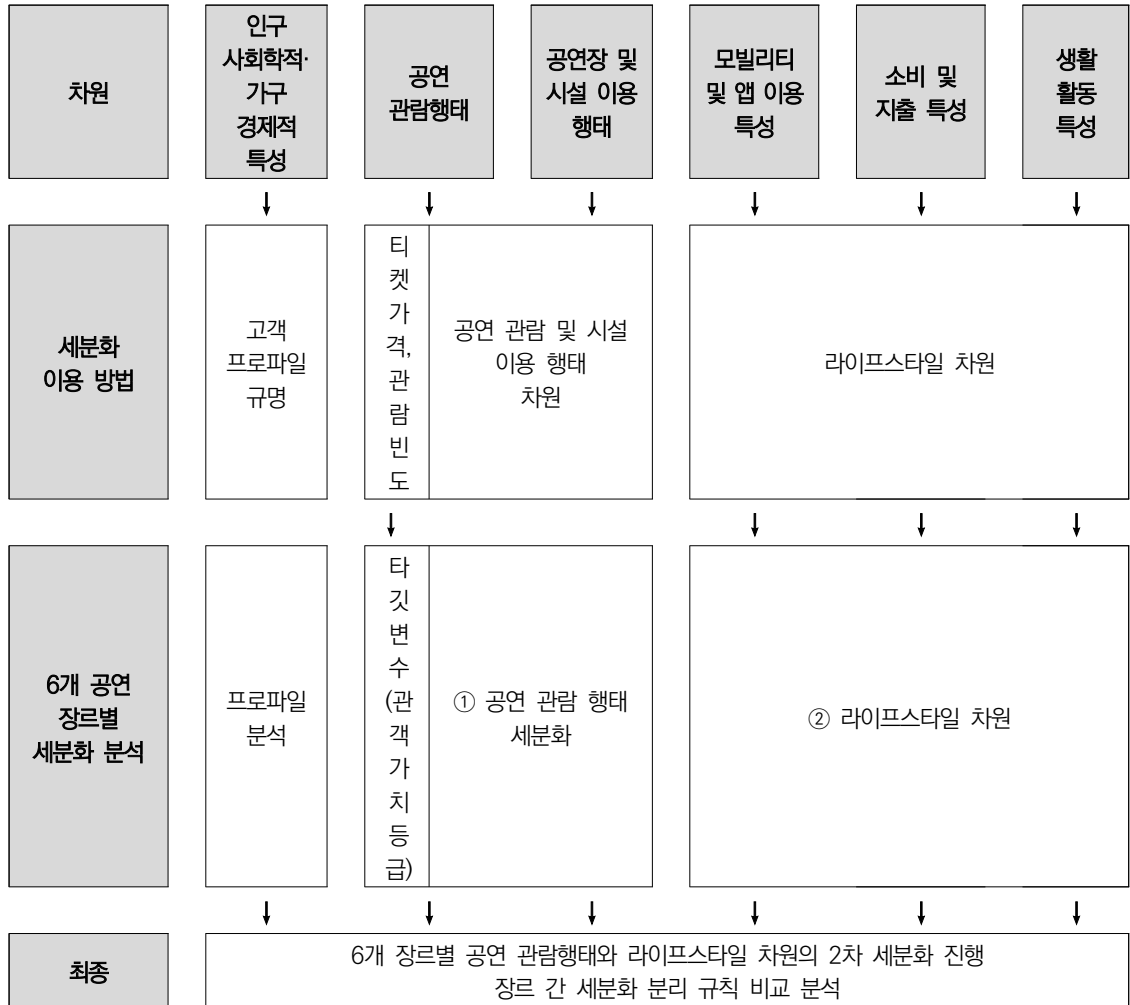 차원
인구
사회학적·
가구
경제적
특성
공연
관람행태
공연장 및
시설 이용
행태
모빌리티
및 앱 이용
특성
소비 및
지출 특성
생활
활동
특성
↓ ↓ ↓ ↓ ↓ ↓
세분화
이용 방법
고객
프로파일
규명
티
켓
가
격,
관
람
빈
도
공연 관람 및 시설
이용 행태
차원
라이프스타일 차원
↓ ↓ ↓ ↓
6개 공연
장르별
세분화 분석
프로파일
분석
타
깃
변
수
(관
객
가
치
등
급)
① 공연 관람 행태
세분화
② 라이프스타일 차원
↓ ↓ ↓ ↓ ↓ ↓
최종
6개 장르별 공연 관람행태와 라이프스타일 차원의 2차 세분화 진행
장르 간 세분화 분리 규칙 비교 분석